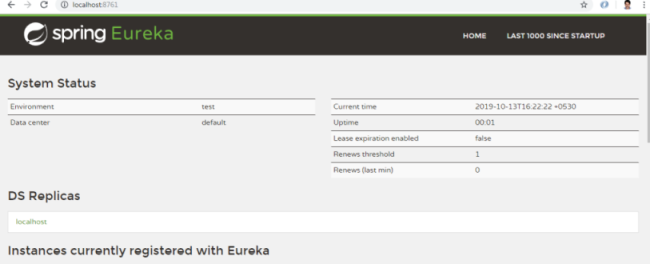 localhost:8761
spring Eureka
HOME LAST 1000 SINCE STARTUP
System Status
Environment test
Data center default
Current time 2019-10-13T16:22:22 +0530
Uptime 00:01
Lease expiration enabled false
Renews threshold 1
Renews (last min) 0
DS Replicas
localhost
Instances currently registered with Eureka